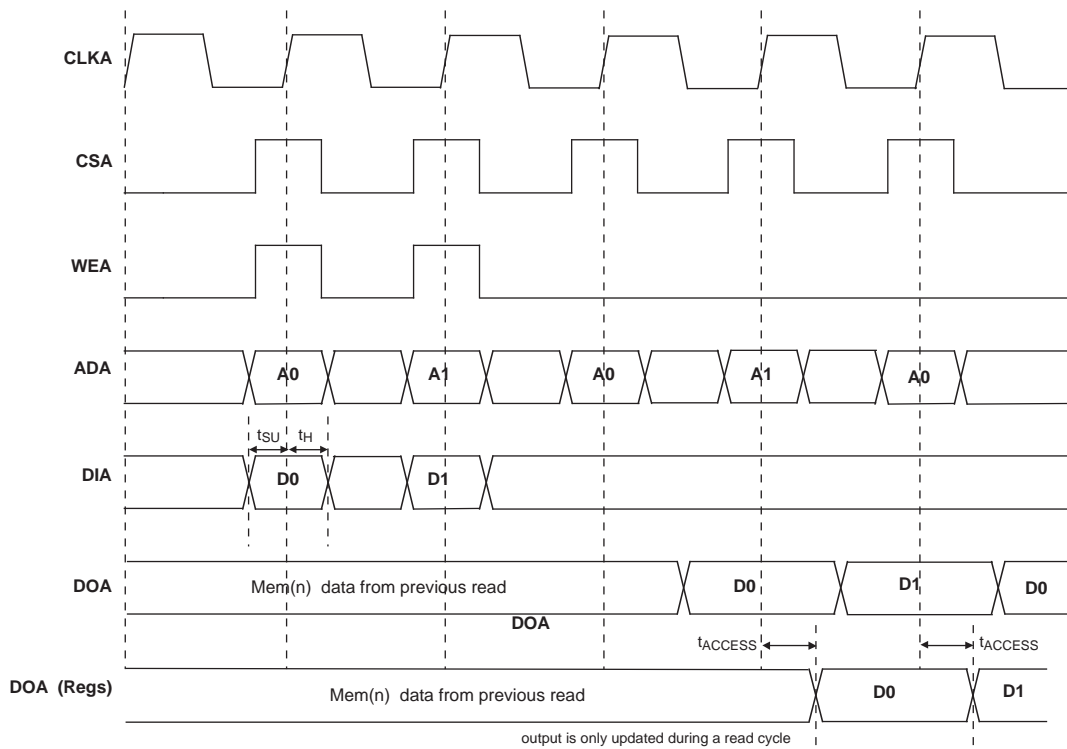 CLKA
CSA
WEA
ADA
A0
A1
A0
A1
A0
tSU
tH
DIA
D0
D1
DOA
Mem(n) data from previous read
D0
D1
D0
DOA
tACCESS
tACCESS
DOA (Regs)
Mem(n) data from previous read
D0
D1
output is only updated during a read cycle